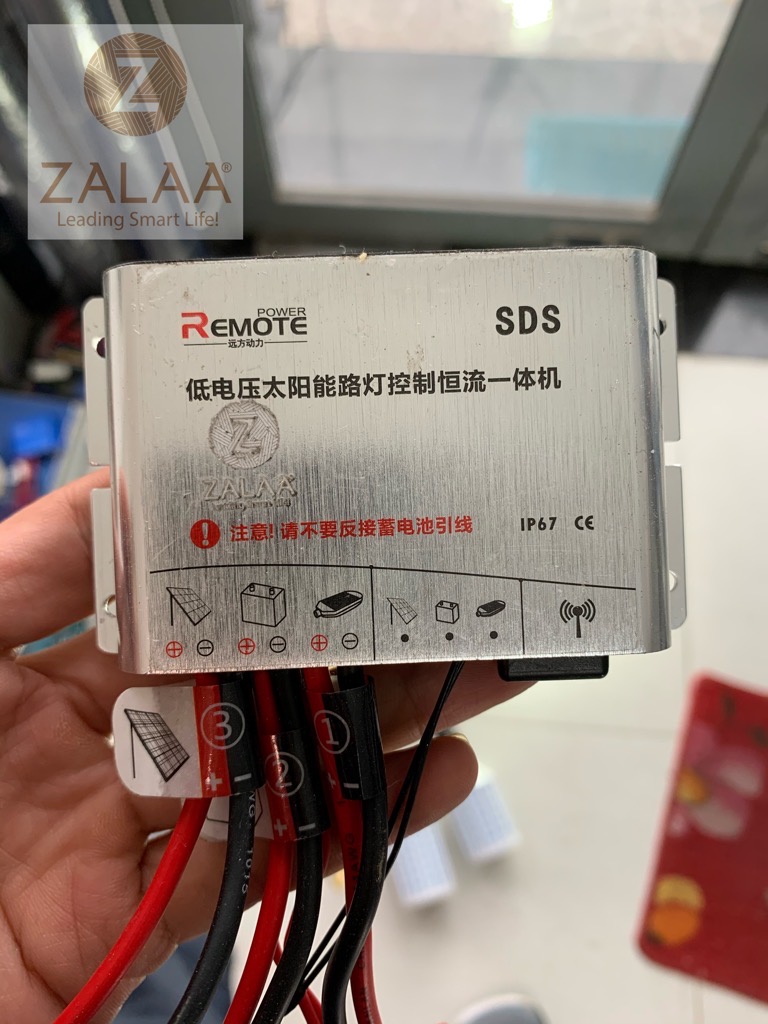 Z
ZALAA®
Leading Smart Life!
POWER
REMOTE
远方动力
SDS
低电压太阳能路灯控制恒流一体机
Z
ZALAA
注意!请不要反接蓄电池引线
IP67 CE
+ − + − + −
3
2
1
+ −
+ −
+ −